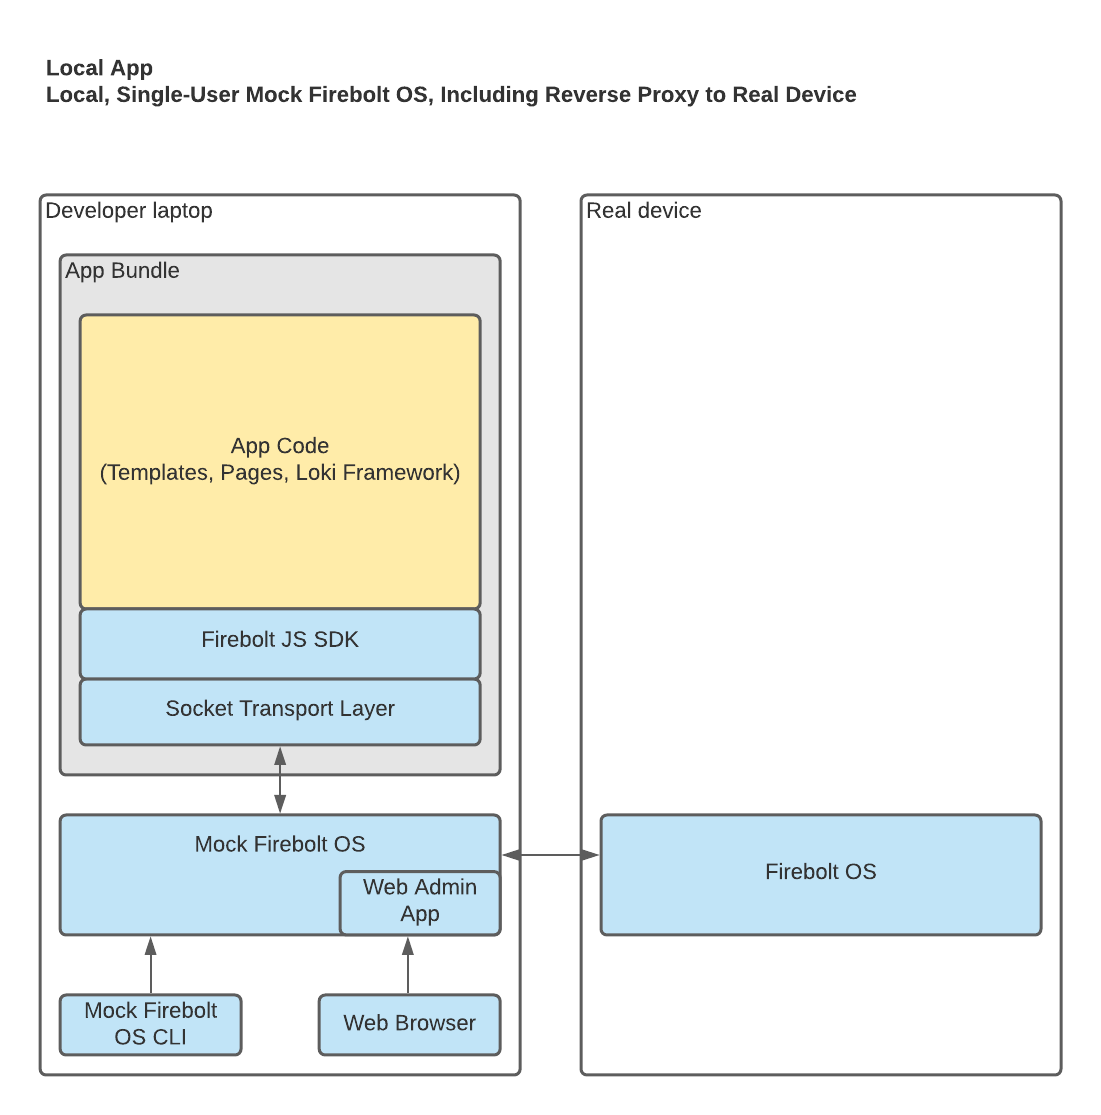 Local App
Local, Single-User Mock Firebolt OS, Including Reverse Proxy to Real Device
Developer laptop
App Bundle
App Code
(Templates, Pages, Loki Framework)
Firebolt JS SDK
Socket Transport Layer
Mock Firebolt OS
Web Admin
App
Mock Firebolt
OS CLI
Web Browser
Real device
Firebolt OS